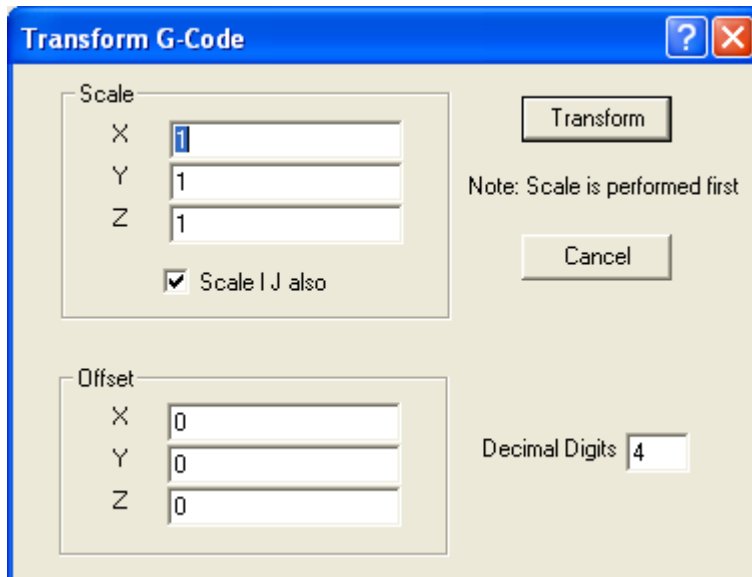 Transform G-Code
Scale
X 1
Y 1
Z 1
Scale I J also
Transform
Note: Scale is performed first
Cancel
Offset
X 0
Y 0
Z 0
Decimal Digits 4